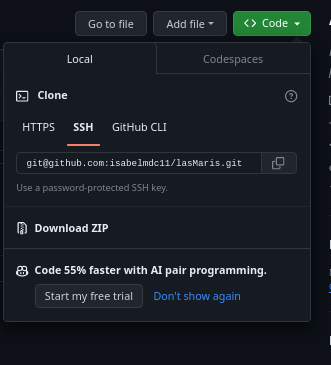 Go to file
Add file
Code
Local
Codespaces
Clone
HTTPS
SSH
GitHub CLI
git@github.com:isabelmdc11/lasMaris.git
Use a password-protected SSH key.
Download ZIP
Code 55% faster with AI pair programming.
Start my free trial
Don't show again